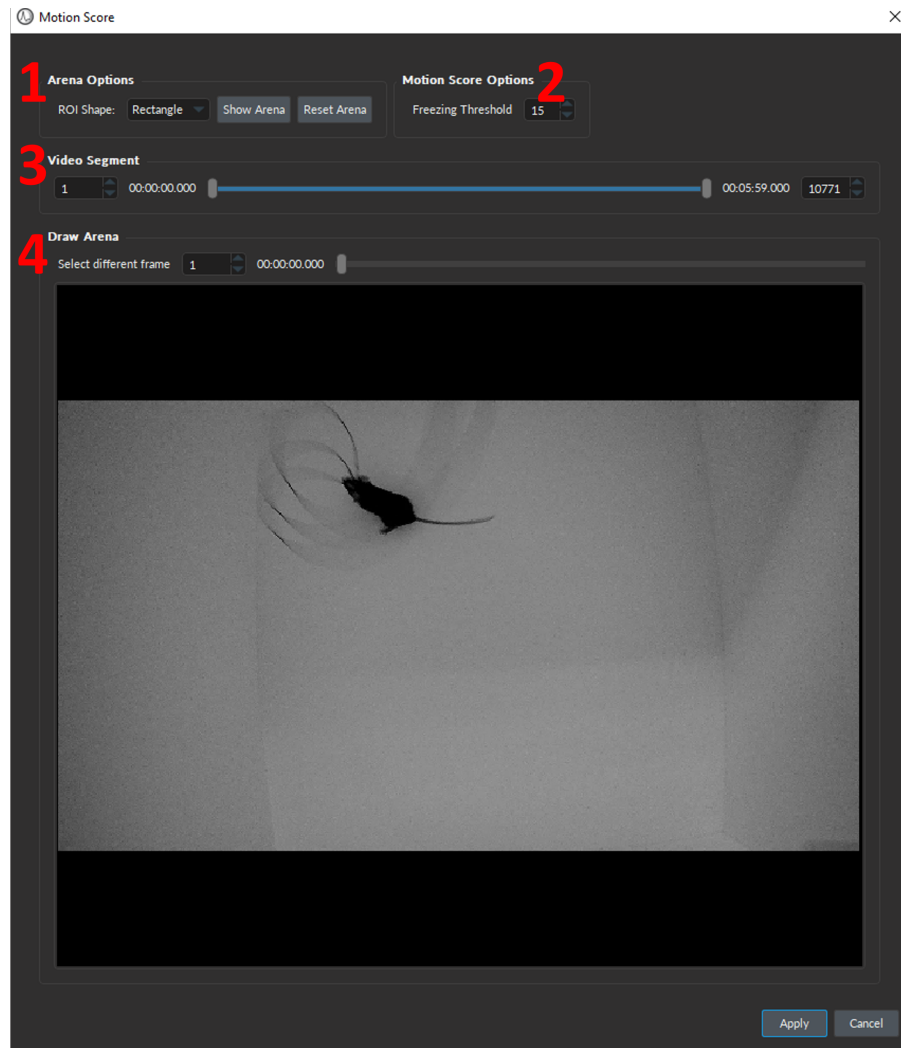 Motion Score
1 Arena Options
ROI Shape: Rectangle Show Arena Reset Arena
2 Motion Score Options
Freezing Threshold 15
3 Video Segment
1 00:00:00.000 00:05:59.000 10771
4 Draw Arena
Select different frame 1 00:00:00.000
Apply Cancel